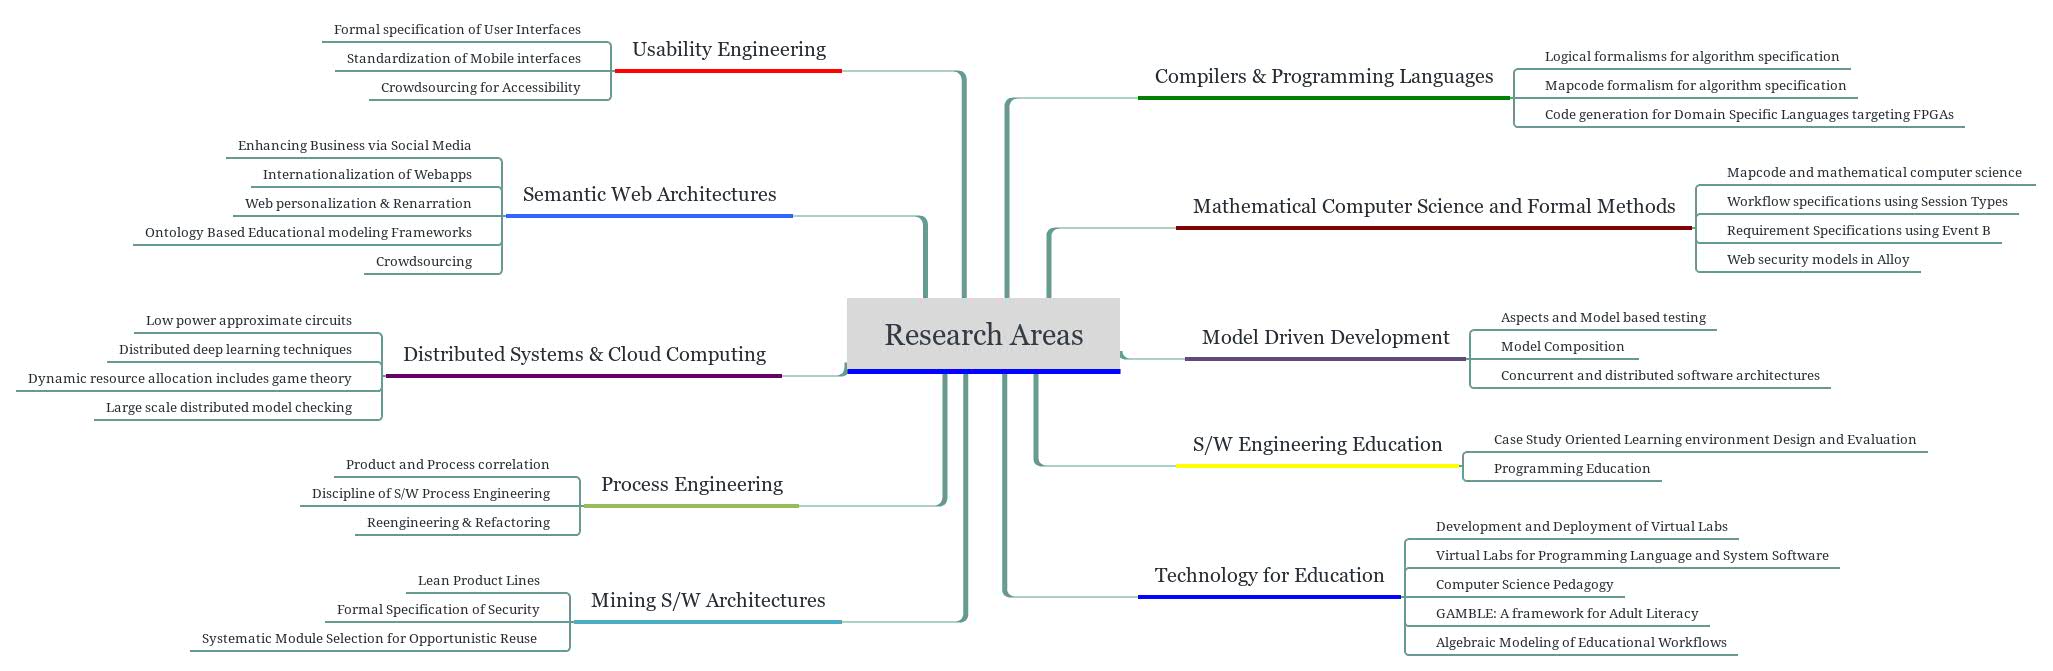 Research Areas
Usability Engineering
Formal specification of User Interfaces
Standardization of Mobile interfaces
Crowdsourcing for Accessibility
Semantic Web Architectures
Enhancing Business via Social Media
Internationalization of Webapps
Web personalization & Renarration
Ontology Based Educational modeling Frameworks
Crowdsourcing
Distributed Systems & Cloud Computing
Low power approximate circuits
Distributed deep learning techniques
Dynamic resource allocation includes game theory
Large scale distributed model checking
Process Engineering
Product and Process correlation
Discipline of S/W Process Engineering
Reengineering & Refactoring
Mining S/W Architectures
Lean Product Lines
Formal Specification of Security
Systematic Module Selection for Opportunistic Reuse
Compilers & Programming Languages
Logical formalisms for algorithm specification
Mapcode formalism for algorithm specification
Code generation for Domain Specific Languages targeting FPGAs
Mathematical Computer Science and Formal Methods
Mapcode and mathematical computer science
Workflow specifications using Session Types
Requirement Specifications using Event B
Web security models in Alloy
Model Driven Development
Aspects and Model based testing
Model Composition
Concurrent and distributed software architectures
S/W Engineering Education
Case Study Oriented Learning environment Design and Evaluation
Programming Education
Technology for Education
Development and Deployment of Virtual Labs
Virtual Labs for Programming Language and System Software
Computer Science Pedagogy
GAMBLE: A framework for Adult Literacy
Algebraic Modeling of Educational Workflows